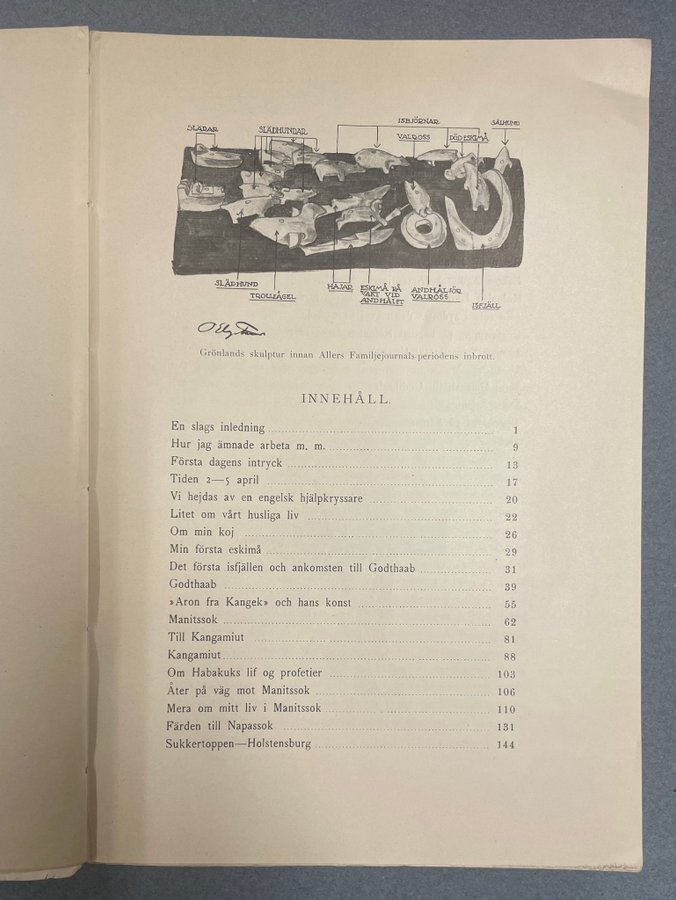 SLÄDAR
SLÄDHUNDAR
ISBJÖRNAR
VALROSS
DÖD ESKIMÅ
SÄLHUND
SLÄDHUND
TROLLFÅGEL
HAJAR
ESKIMÅ PÅ
VAKT VID
ANDHÅLET
ANDHÅL FÖR
VALROSS
ISFJÄLL
Grönlands skulptur innan Allers Familjejournals-periodens inbrott.
INNEHÅLL.
En slags inledning 1
Hur jag ämnade arbeta m. m. 9
Första dagens intryck 13
Tiden 2—5 april 17
Vi hejdas av en engelsk hjälpkryssare 20
Litet om vårt husliga liv 22
Om min koj 26
Min första eskimå 29
Det första isfjällen och ankomsten till Godthaab 31
Godthaab 39
»Aron fra Kangek» och hans konst 55
Manitssok 62
Till Kangamiut 81
Kangamiut 88
Om Habakuks lif og profetier 103
Åter på väg mot Manitssok 106
Mera om mitt liv i Manitssok 110
Färden till Napassok 131
Sukkertoppen—Holstensburg 144